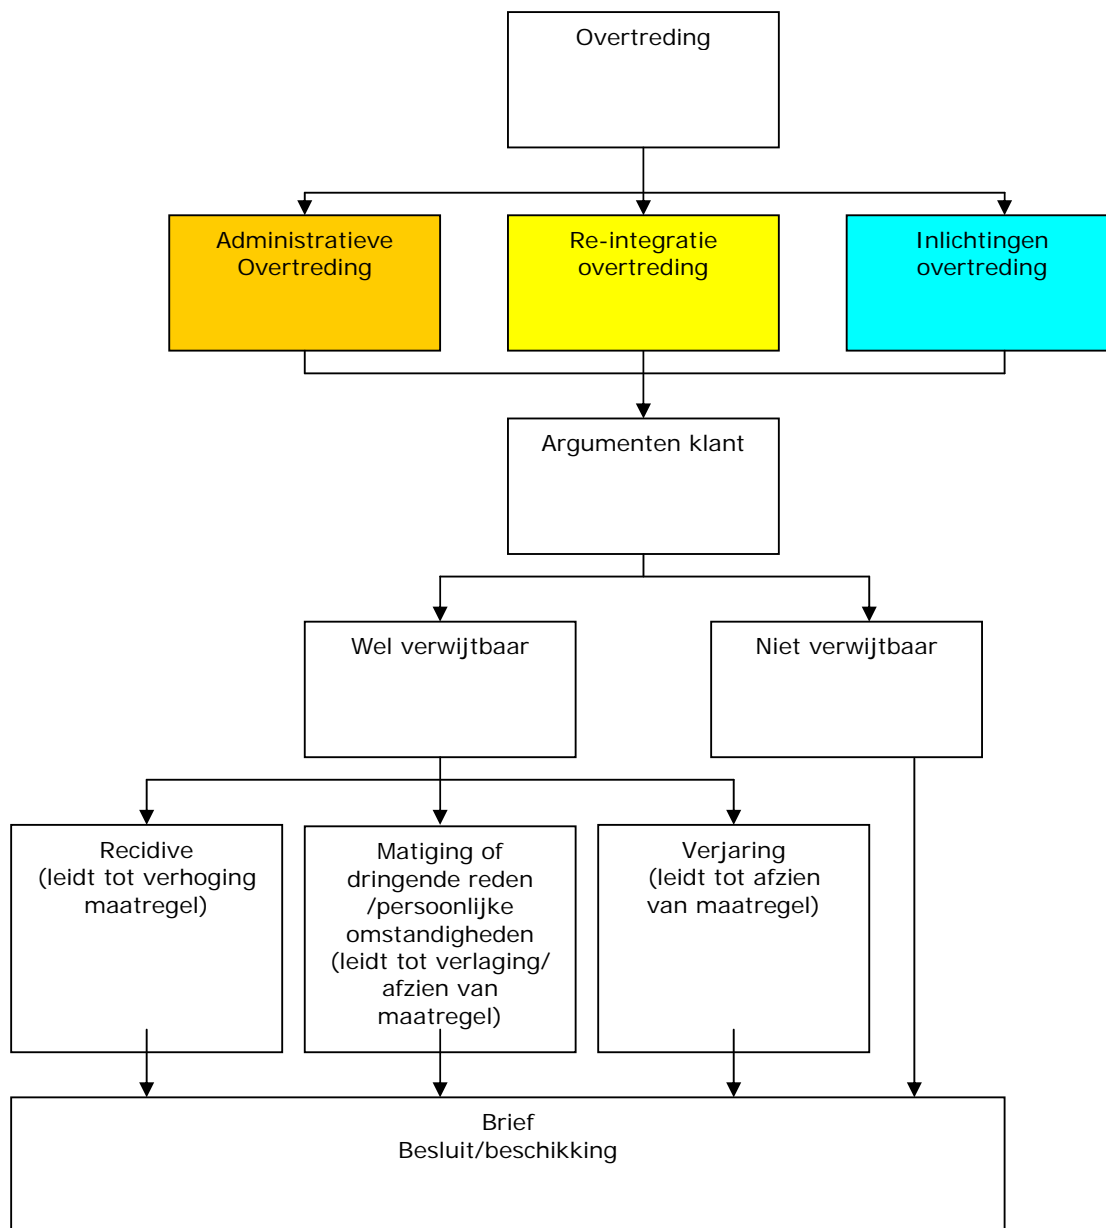 Overtreding
Administratieve
Overtreding
Re-integratie
overtreding
Inlichtingen
overtreding
Argumenten klant
Wel verwijtbaar
Niet verwijtbaar
Recidive
(leidt tot verhoging
maatregel)
Matiging of
dringende reden
/persoonlijke
omstandigheden
(leidt tot verlaging/
afzien van
maatregel)
Verjaring
(leidt tot afzien
van maatregel)
Brief
Besluit/beschikking